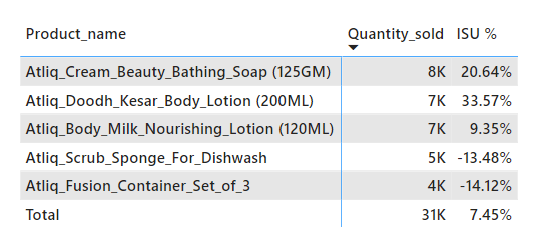 Product_name Quantity_sold ISU %
Atliq_Cream_Beauty_Bathing_Soap (125GM) 8K 20.64%
Atliq_Doodh_Kesar_Body_Lotion (200ML) 7K 33.57%
Atliq_Body_Milk_Nourishing_Lotion (120ML) 7K 9.35%
Atliq_Scrub_Sponge_For_Dishwash 5K -13.48%
Atliq_Fusion_Container_Set_of_3 4K -14.12%
Total 31K 7.45%